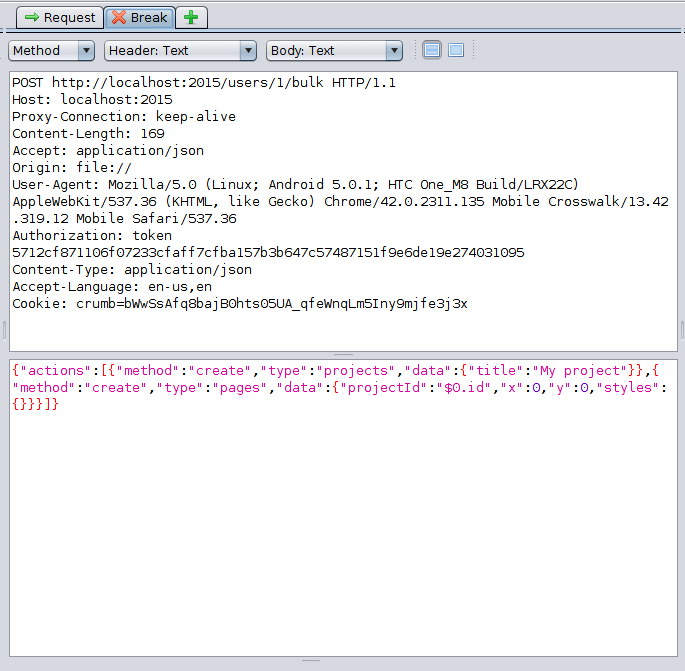 Request Break
Method Header: Text Body: Text
POST http://localhost:2015/users/1/bulk HTTP/1.1
Host: localhost:2015
Proxy-Connection: keep-alive
Content-Length: 169
Accept: application/json
Origin: file://
User-Agent: Mozilla/5.0 (Linux; Android 5.0.1; HTC One_M8 Build/LRX22C)
AppleWebKit/537.36 (KHTML, like Gecko) Chrome/42.0.2311.135 Mobile Crosswalk/13.42
.319.12 Mobile Safari/537.36
Authorization: token
5712cf871106f07233cfaff7cfba157b3b647c57487151f9e6de19e274031095
Content-Type: application/json
Accept-Language: en-us,en
Cookie: crumb=bWwSsAfq8bajB0hts05UA_qfeWnqLm5Iny9mjfe3j3x
{"actions":[{"method":"create","type":"projects","data":{"title":"My project"}},{
"method":"create","type":"pages","data":{"projectId":"$0.id","x":0,"y":0,"styles":
{}}}]}